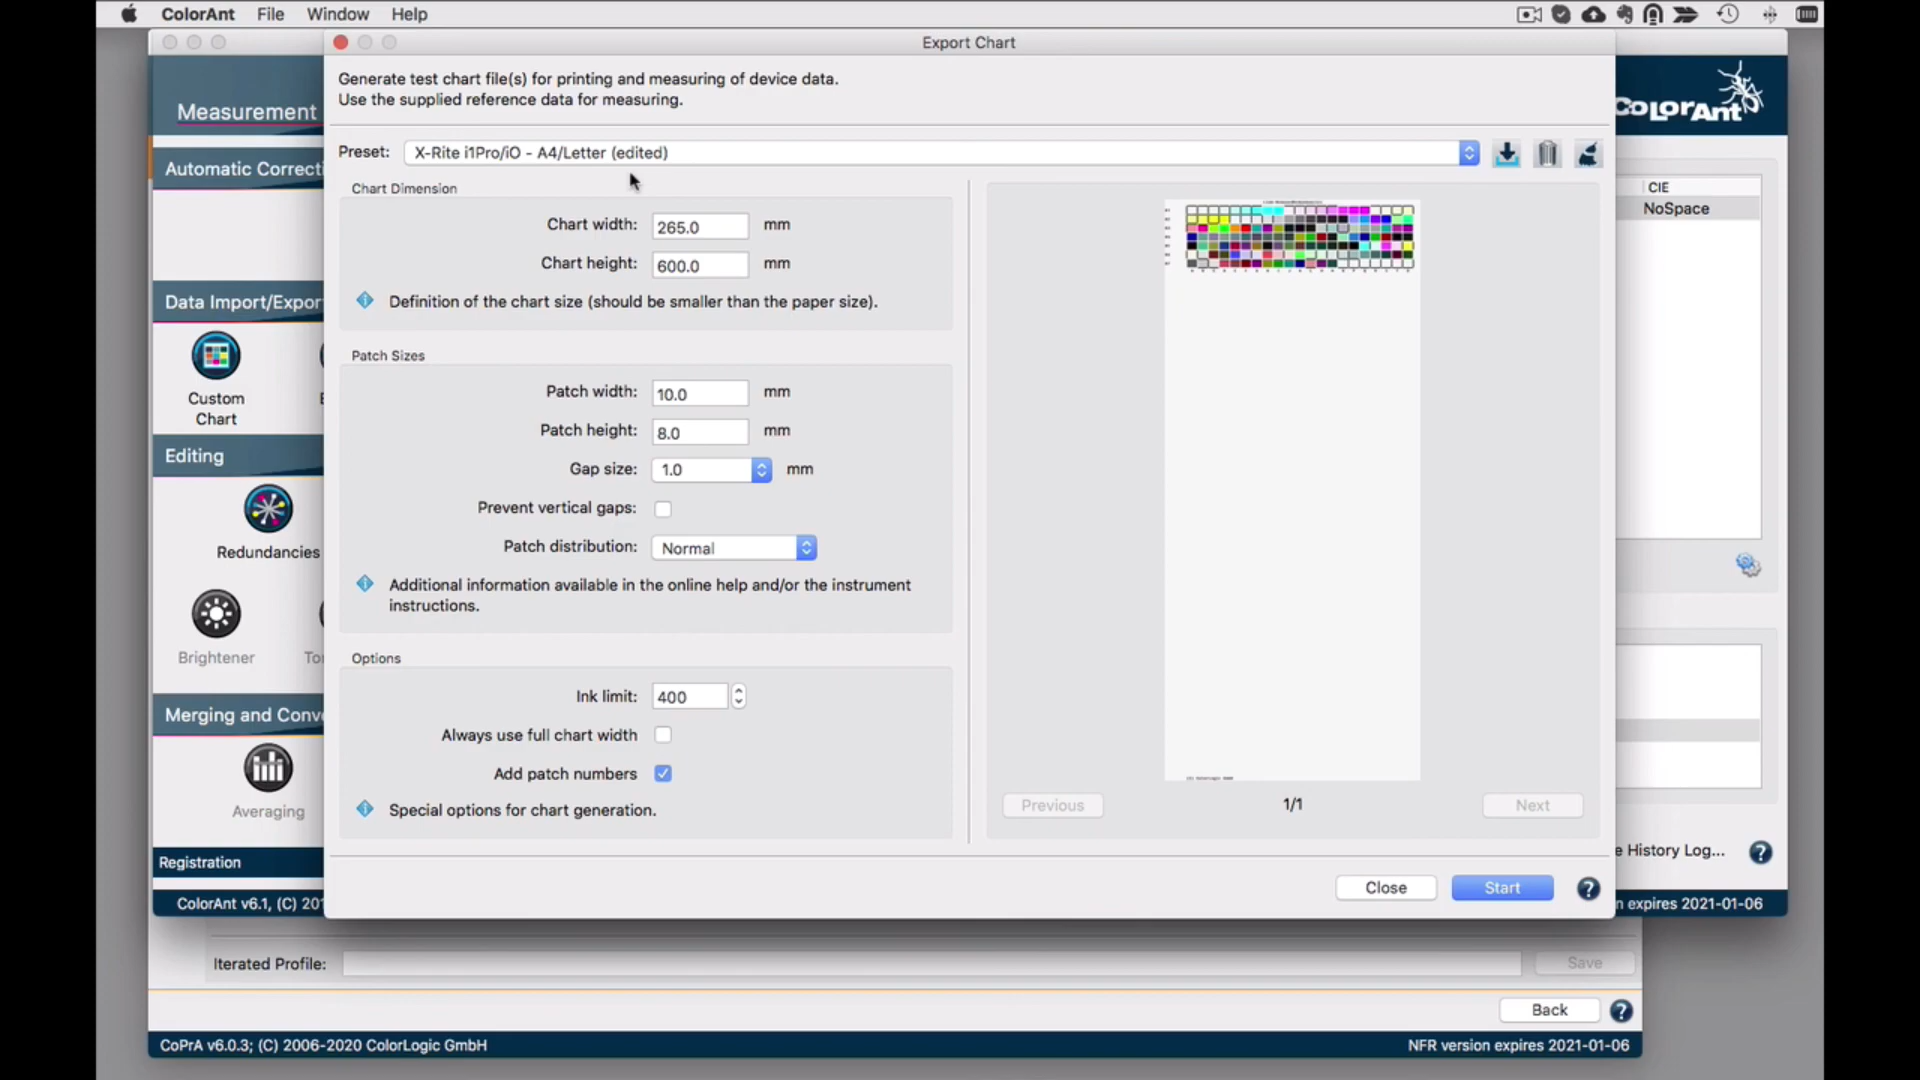 ColorAnt File Window Help
Export Chart
Generate test chart file(s) for printing and measuring of device data.
Use the supplied reference data for measuring.
Measurement
ColorAnt
Automatic Correcti
Preset: X-Rite i1Pro/iO - A4/Letter (edited)
Chart Dimension
CIE
NoSpace
Chart width: 265.0 mm
Chart height: 600.0 mm
Definition of the chart size (should be smaller than the paper size).
Data Import/Expor
Custom
Chart
Patch Sizes
Patch width: 10.0 mm
Patch height: 8.0 mm
Gap size: 1.0 mm
Prevent vertical gaps:
Patch distribution: Normal
Additional information available in the online help and/or the instrument
instructions.
Editing
Redundancies
Brightener
Options
Ink limit: 400
Always use full chart width
Add patch numbers
Special options for chart generation.
Merging and Conv
Averaging
Previous 1/1 Next
Registration
e History Log...
Close Start
ColorAnt v6.1, (C) 201
n expires 2021-01-06
Iterated Profile:
Save
Back
CoPrA v6.0.3; (C) 2006-2020 ColorLogic GmbH
NFR version expires 2021-01-06